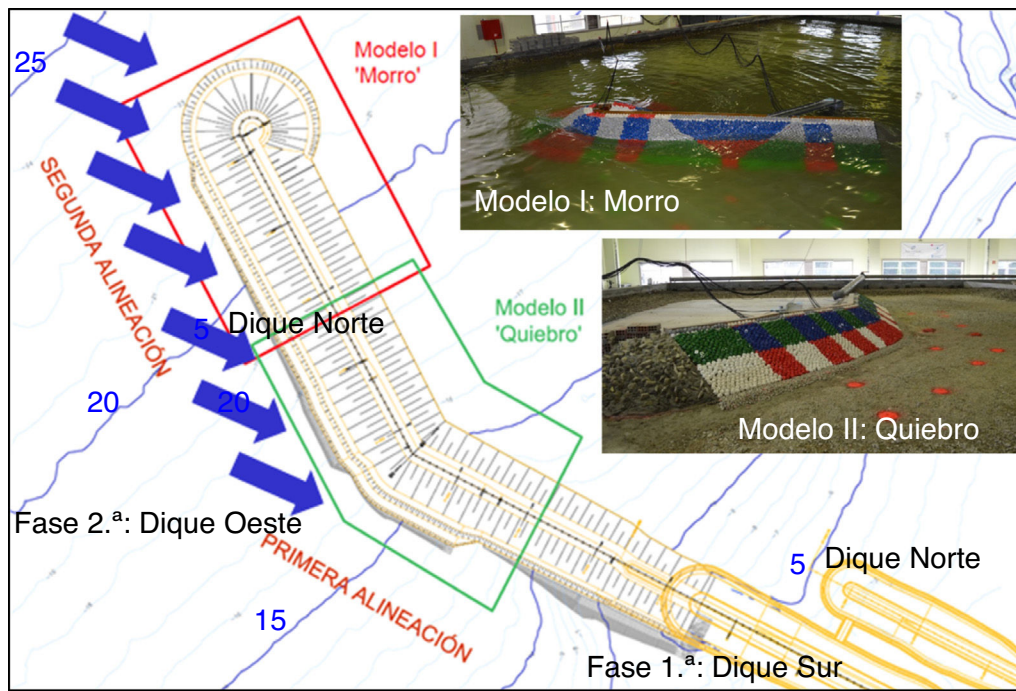 25
Modelo I
'Morro'
Modelo I: Morro
SEGUNDA ALINEACIÓN
Modelo II
'Quiebro'
5 Dique Norte
20
20
Modelo II: Quiebro
Fase 2.ª: Dique Oeste
PRIMERA ALINEACIÓN
5 Dique Norte
15
Fase 1.ª: Dique Sur